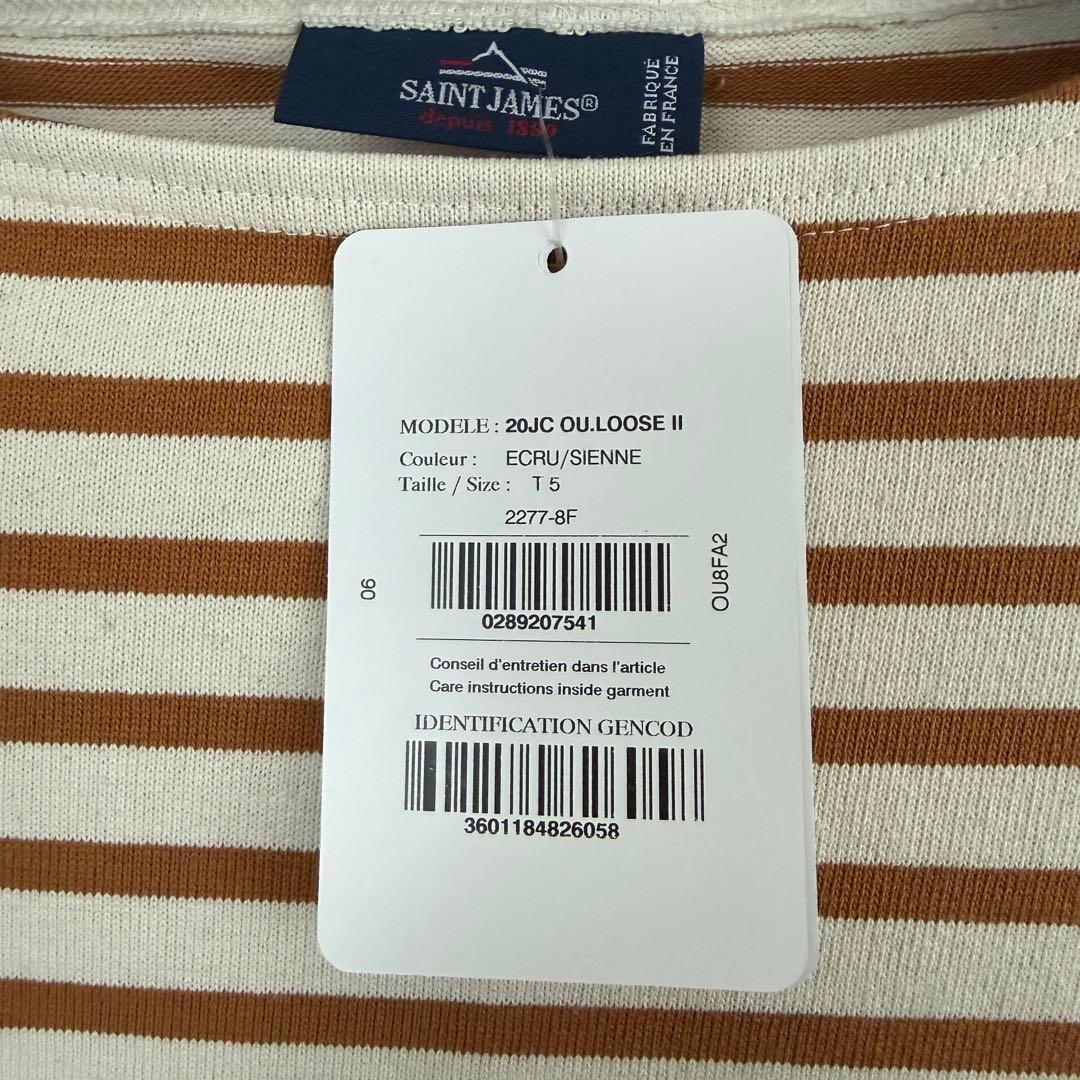 SAINT JAMES®
depuis 1889
FABRIQUÉ
EN FRANCE
MODELE : 20JC OU.LOOSE II
Couleur : ECRU/SIENNE
Taille / Size : T 5
2277-8F
06
OU8FA2
0289207541
Conseil d'entretien dans l'article
Care instructions inside garment
IDENTIFICATION GENCOD
3601184826058